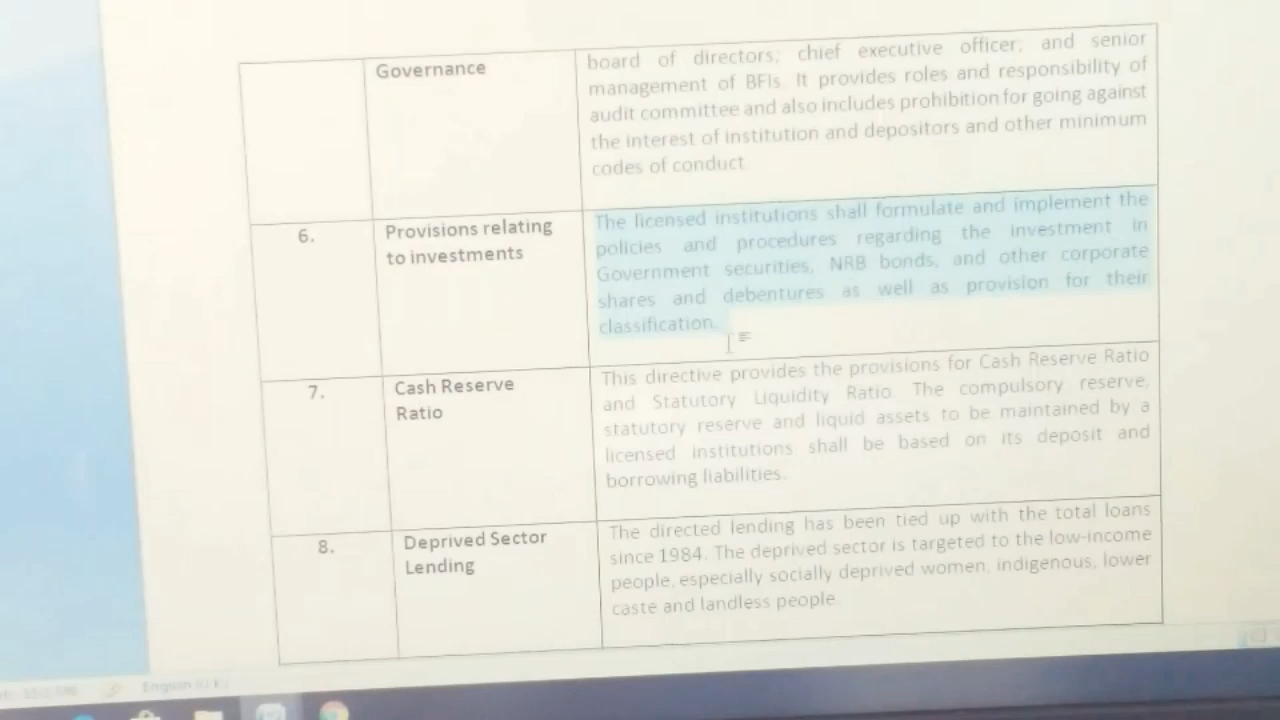 Governance
board of directors; chief executive officer; and senior
management of BFIs. It provides roles and responsibility of
audit committee and also includes prohibition for going against
the interest of institution and depositors and other minimum
codes of conduct.
6.
Provisions relating
to investments
The licensed institutions shall formulate and implement the
policies and procedures regarding the investment in
Government securities, NRB bonds, and other corporate
shares and debentures as well as provision for their
classification.
7.
Cash Reserve
Ratio
This directive provides the provisions for Cash Reserve Ratio
and Statutory Liquidity Ratio. The compulsory reserve,
statutory reserve and liquid assets to be maintained by a
licensed institutions shall be based on its deposit and
borrowing liabilities.
8.
Deprived Sector
Lending
The directed lending has been tied up with the total loans
since 1984. The deprived sector is targeted to the low-income
people, especially socially deprived women, indigenous, lower
caste and landless people.
English